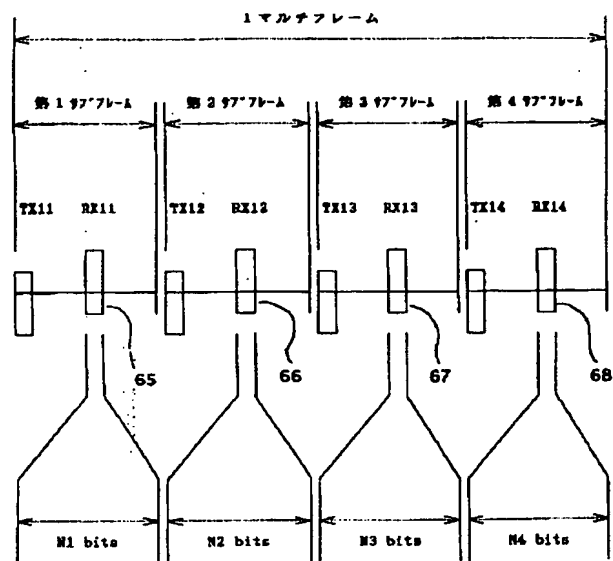 1 マルチフレーム
第1サブフレーム 第2サブフレーム 第3サブフレーム 第4サブフレーム
TX11 RX11 TX12 RX12 TX13 RX13 TX14 RX14
65 66 67 68
N1 bits N2 bits N3 bits N4 bits